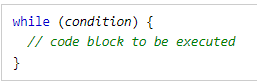 while (condition) {
  // code block to be executed
}